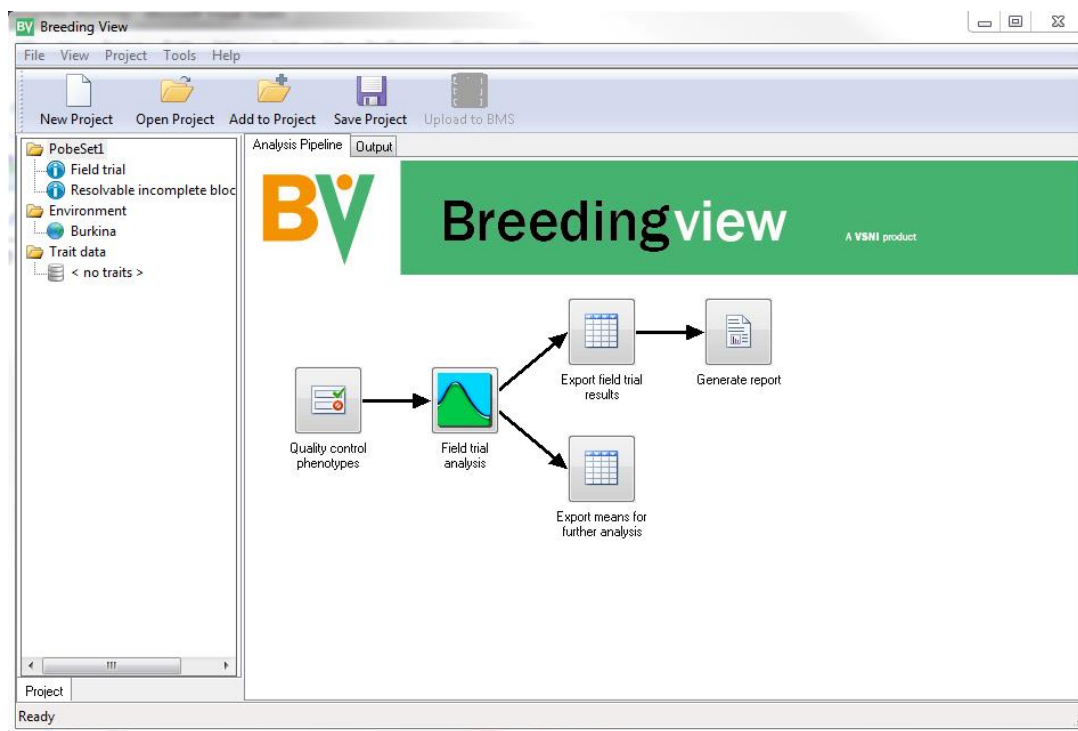 BV Breeding View
File View Project Tools Help
New Project Open Project Add to Project Save Project Upload to BMS
PobeSet1
Field trial
Resolvable incomplete bloc
Environment
Burkina
Trait data
< no traits >
Project
Analysis Pipeline Output
BV
Breedingview
A VSNI product
Quality control
phenotypes
Field trial
analysis
Export field trial
results
Generate report
Export means for
further analysis
Ready